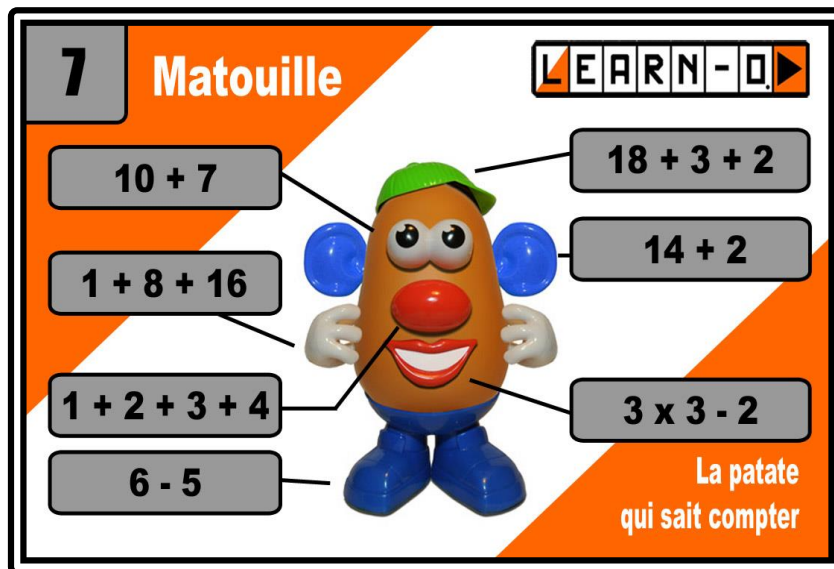 7
Matouille
LEARN-O
10 + 7
18 + 3 + 2
1 + 8 + 16
14 + 2
1 + 2 + 3 + 4
3 x 3 - 2
6 - 5
La patate
qui sait compter